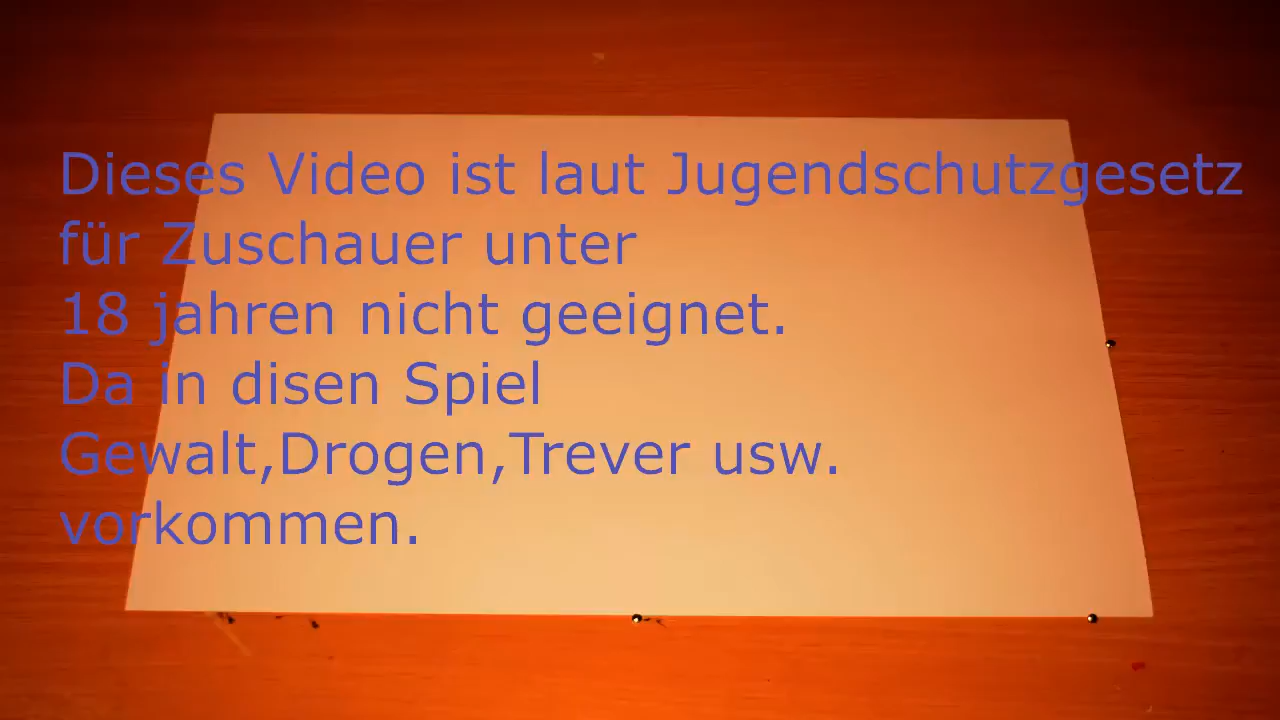 Dieses Video ist laut Jugendschutzgesetz
für Zuschauer unter
18 jahren nicht geeignet.
Da in disen Spiel
Gewalt,Drogen,Trever usw.
vorkommen.